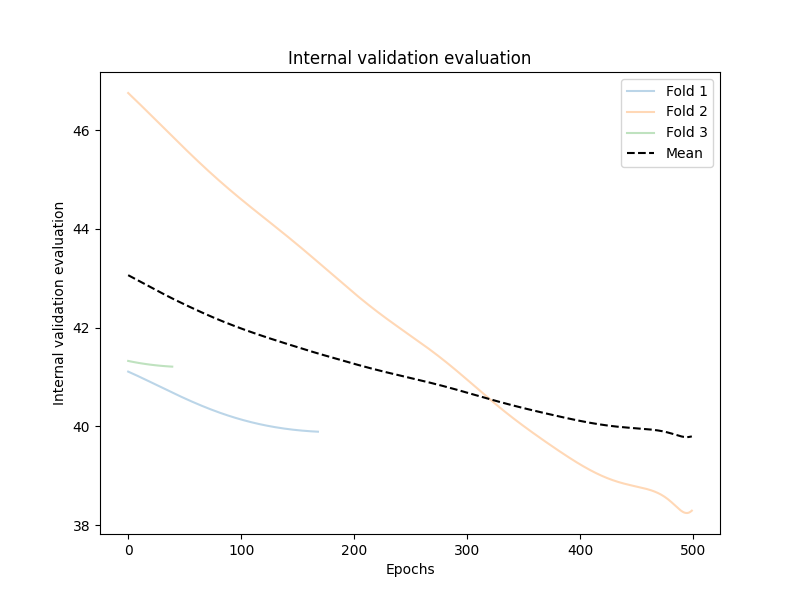 Internal validation evaluation
Fold 1
Fold 2
Fold 3
Mean
Internal validation evaluation
46
44
42
40
38
0 100 200 300 400 500
Epochs